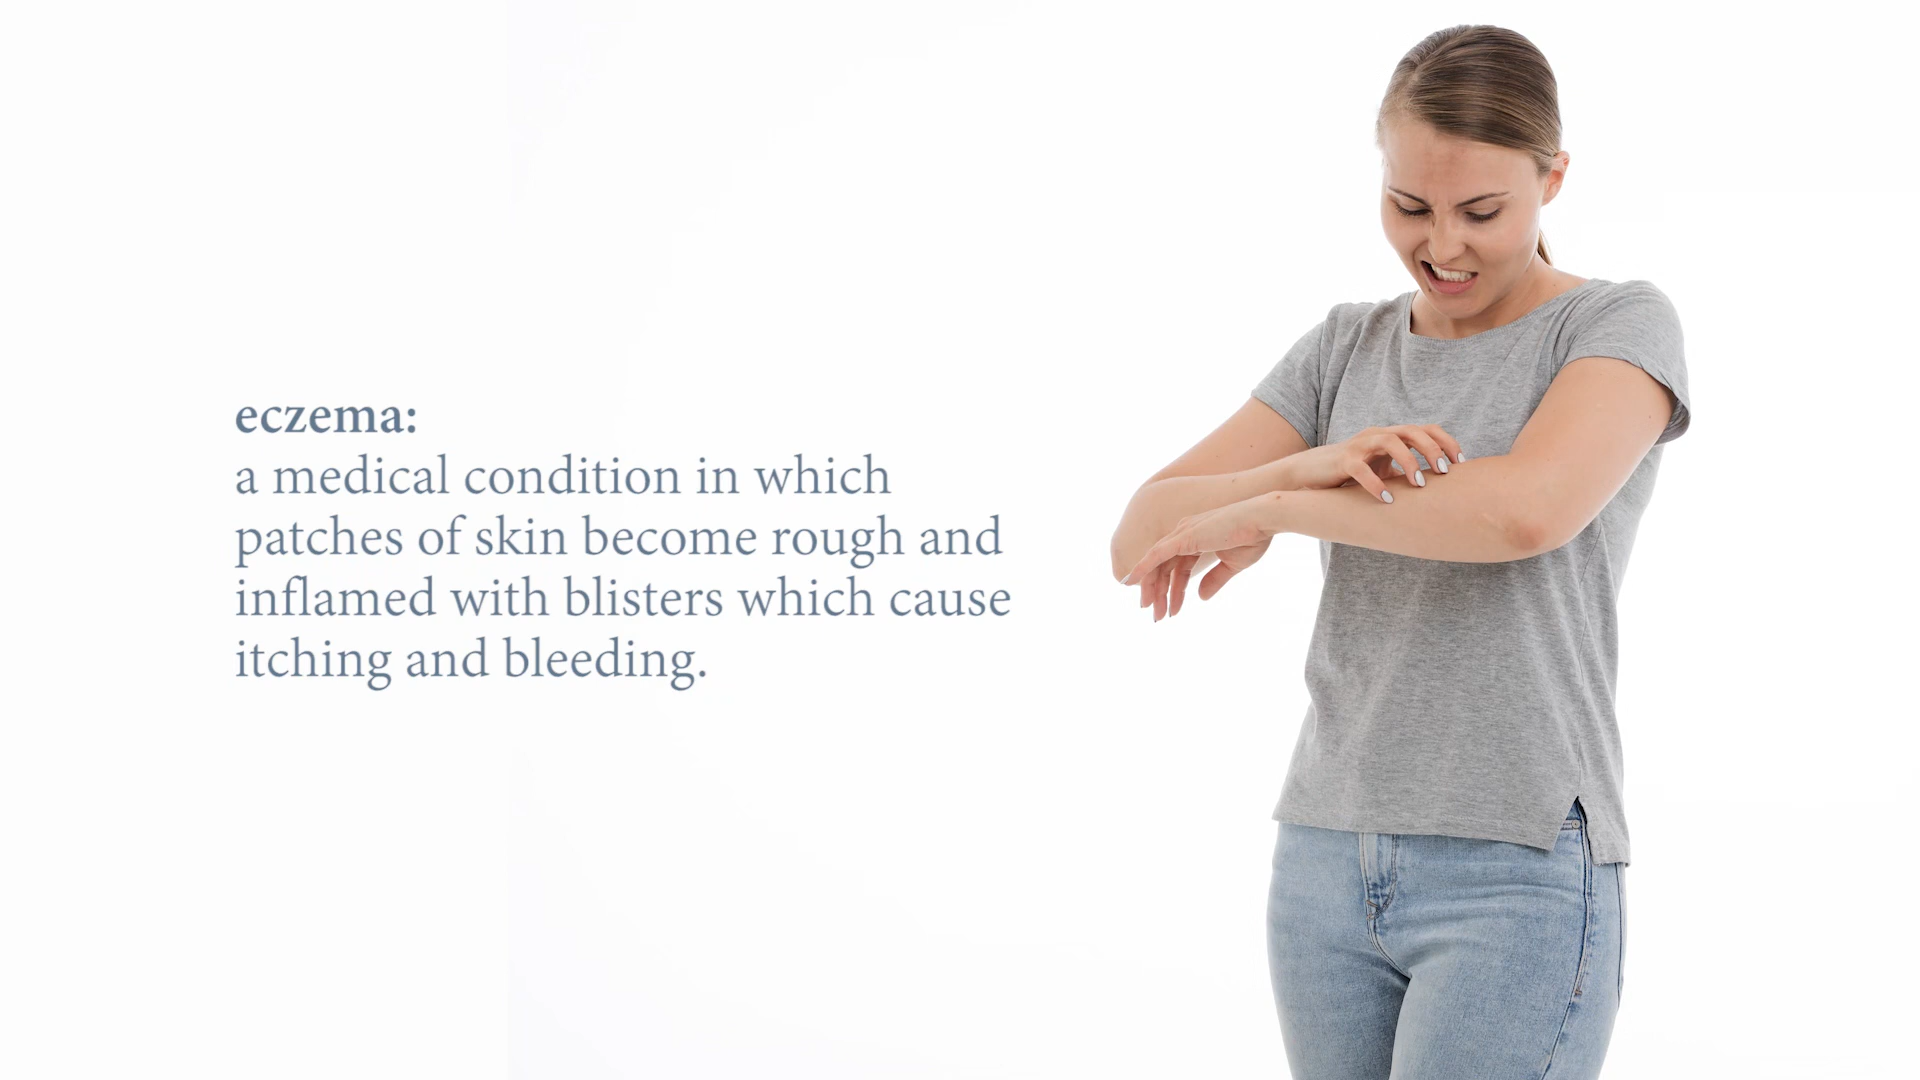 eczema:
a medical condition in which
patches of skin become rough and
inflamed with blisters which cause
itching and bleeding.